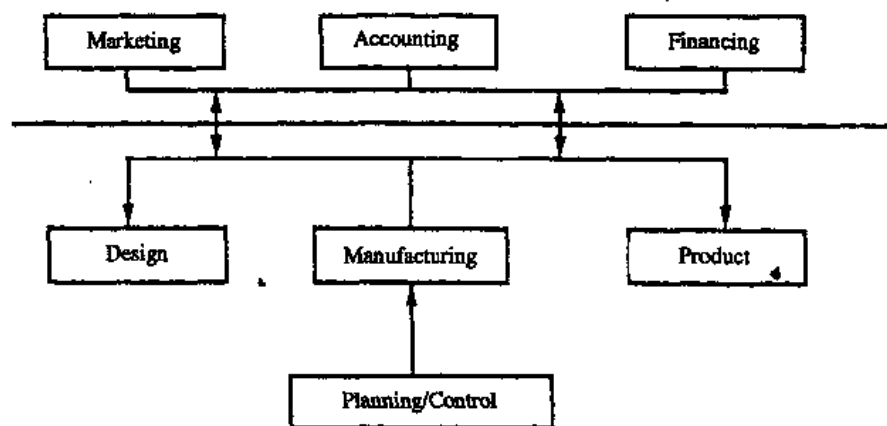 Marketing
Accounting
Financing
Design
Manufacturing
Product
Planning/Control